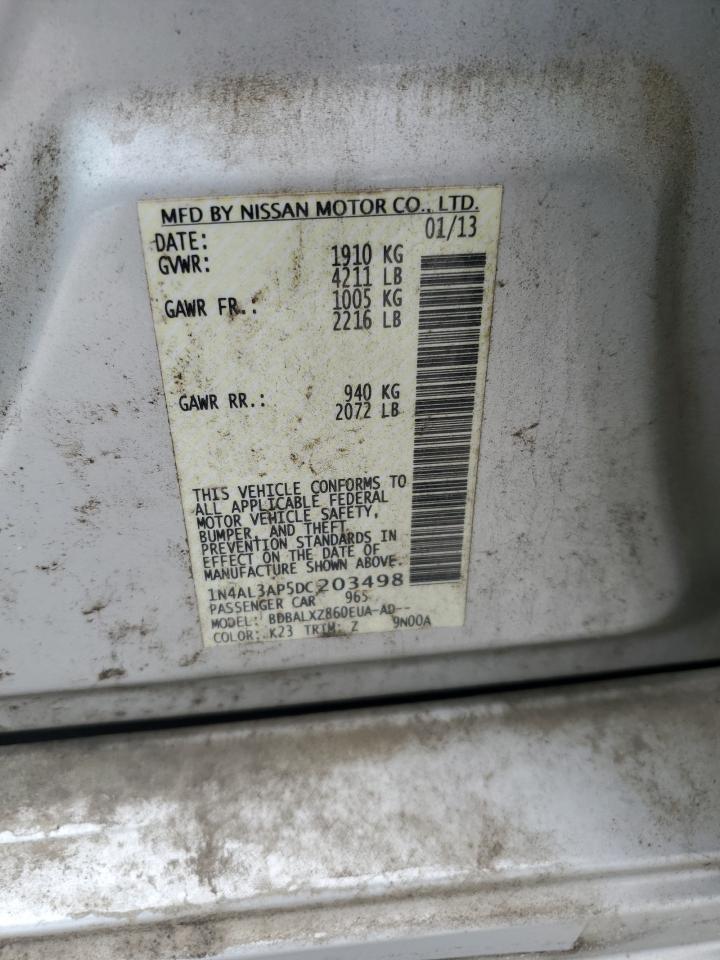 MFD BY NISSAN MOTOR CO., LTD.
DATE: 01/13
GVWR: 1910 KG
4211 LB
GAWR FR.: 1005 KG
2216 LB
GAWR RR.: 940 KG
2072 LB
THIS VEHICLE CONFORMS TO
ALL APPLICABLE FEDERAL
MOTOR VEHICLE SAFETY,
BUMPER, AND THEFT
PREVENTION STANDARDS IN
EFFECT ON THE DATE OF
MANUFACTURE SHOWN ABOVE.
1N4AL3AP5DC203498
PASSENGER CAR 965
MODEL: BDBALXZ860EUA-AD--
COLOR: K23 TRIM: Z 9N00A